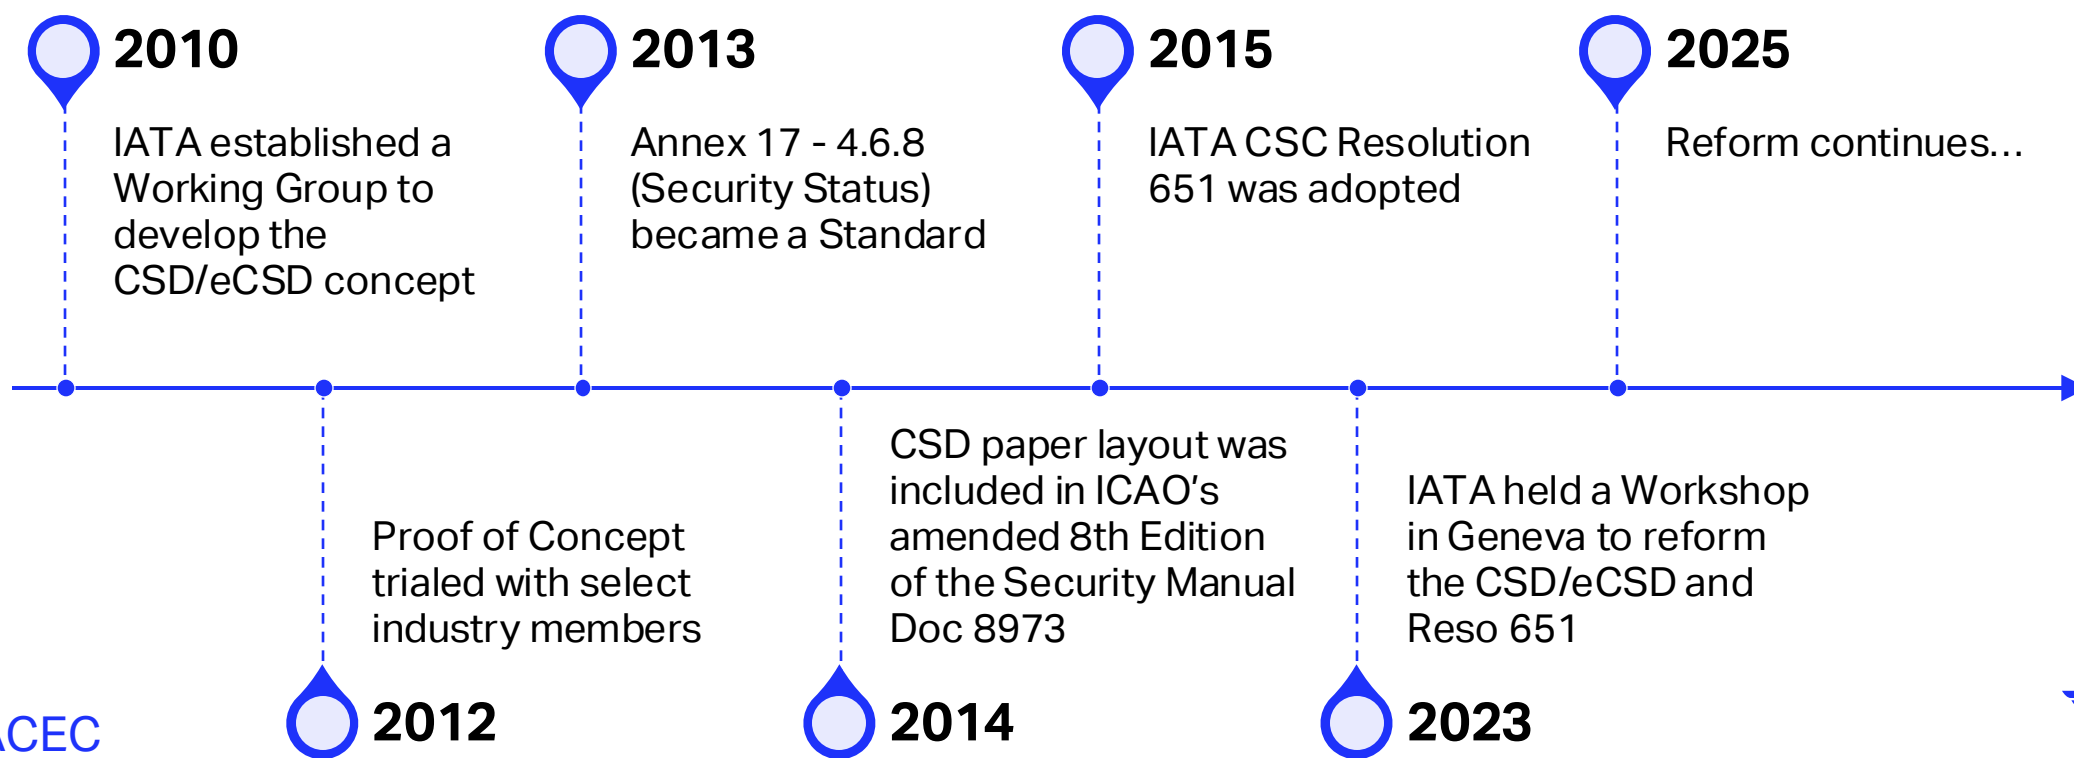 2010
IATA established a
Working Group to
develop the
CSD/eCSD concept
2013
Annex 17 - 4.6.8
(Security Status)
became a Standard
2015
IATA CSC Resolution
651 was adopted
2025
Reform continues...
Proof of Concept
trialed with select
industry members
2012
CSD paper layout was
included in ICAO's
amended 8th Edition
of the Security Manual
Doc 8973
2014
IATA held a Workshop
in Geneva to reform
the CSD/eCSD and
Reso 651
2023